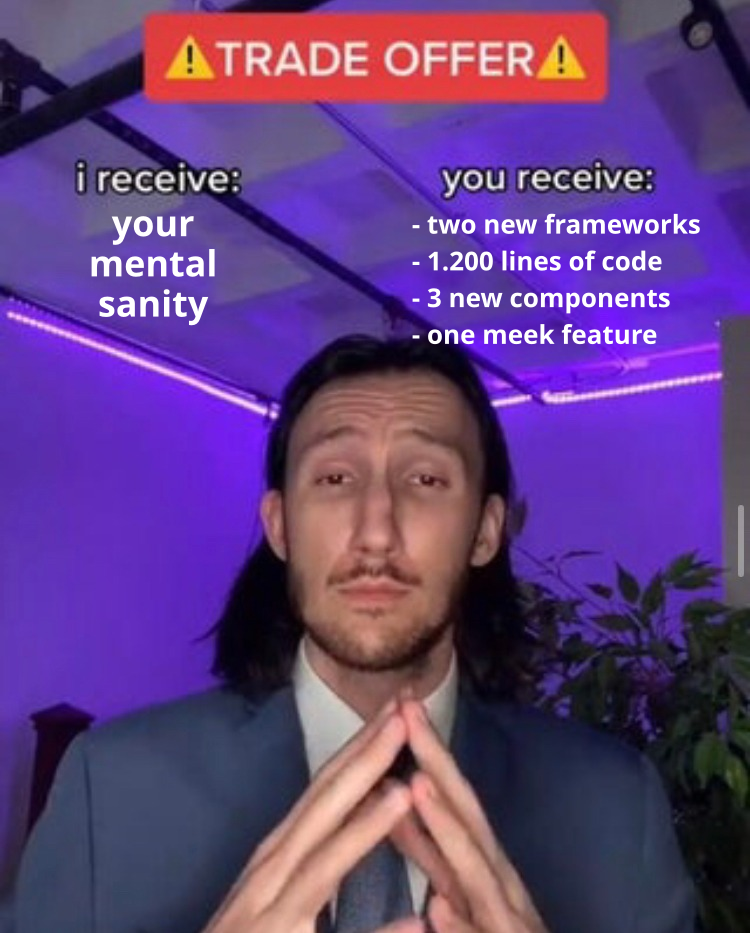 ⚠️TRADE OFFER⚠️
i receive:
your
mental
sanity
you receive:
- two new frameworks
- 1.200 lines of code
- 3 new components
- one meek feature